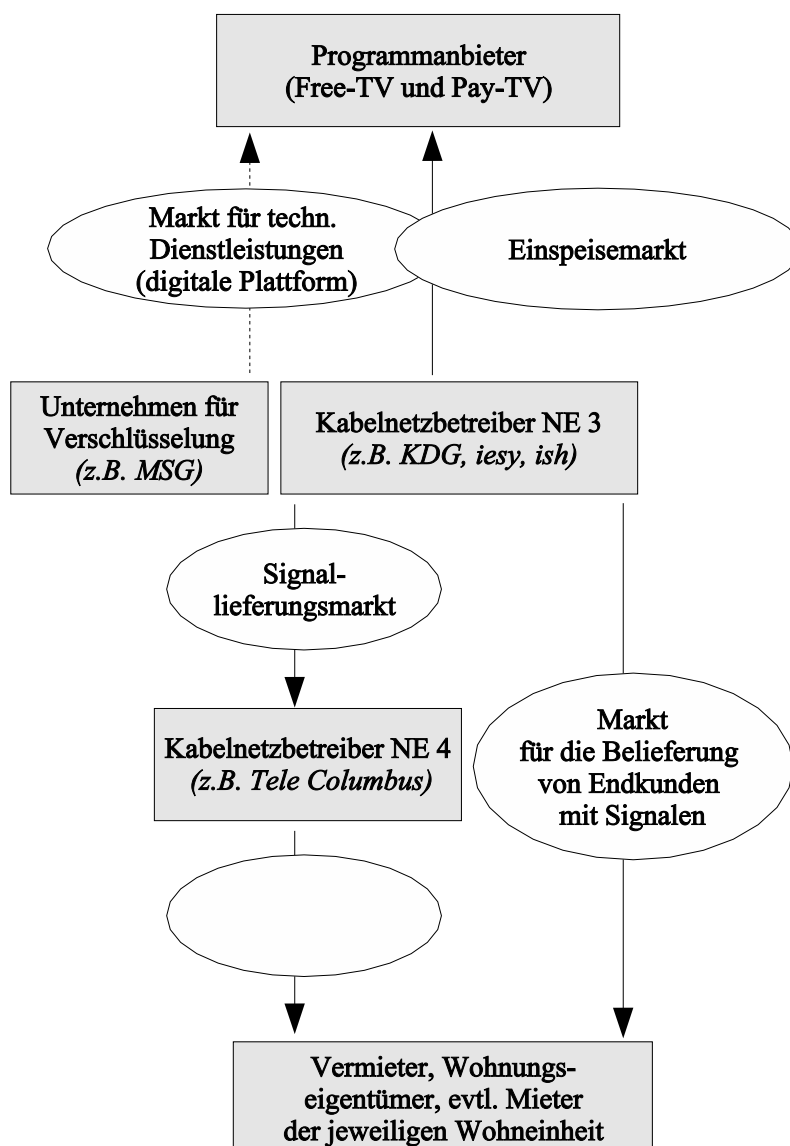 Programmanbieter
(Free-TV und Pay-TV)
Markt für techn.
Dienstleistungen
(digitale Plattform)
Einspeisemarkt
Unternehmen für
Verschlüsselung
(z.B. MSG)
Kabelnetzbetreiber NE 3
(z.B. KDG, iesy, ish)
Signal-
lieferungsmarkt
Kabelnetzbetreiber NE 4
(z.B. Tele Columbus)
Markt
für die Belieferung
von Endkunden
mit Signalen
Vermieter, Wohnungs-
eigentümer, evtl. Mieter
der jeweiligen Wohneinheit